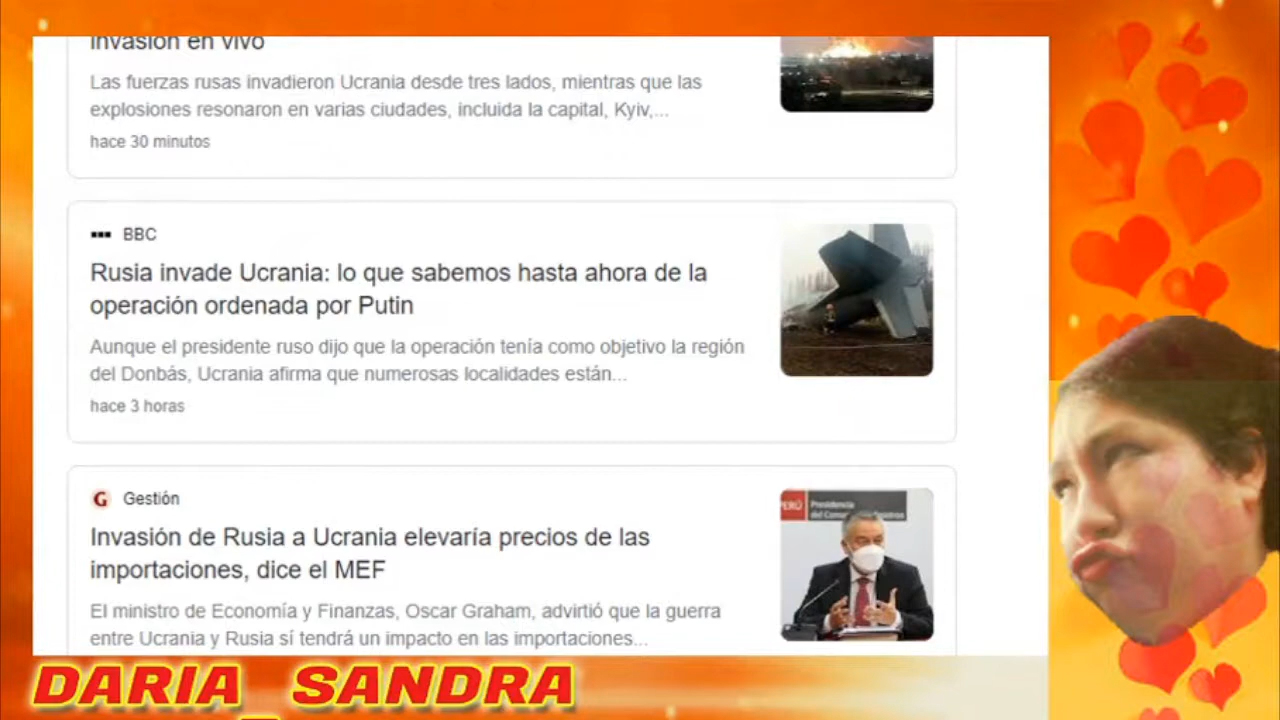 invasión en vivo
Las fuerzas rusas invadieron Ucrania desde tres lados, mientras que las
explosiones resonaron en varias ciudades, incluida la capital, Kyiv,...
hace 30 minutos
BBC
Rusia invade Ucrania: lo que sabemos hasta ahora de la
operación ordenada por Putin
Aunque el presidente ruso dijo que la operación tenía como objetivo la región
del Donbás, Ucrania afirma que numerosas localidades están...
hace 3 horas
G Gestión
Invasión de Rusia a Ucrania elevaría precios de las
importaciones, dice el MEF
El ministro de Economía y Finanzas, Oscar Graham, advirtió que la guerra
entre Ucrania y Rusia sí tendrá un impacto en las importaciones...
PERÚ Presidencia
del
DARIA SANDRA